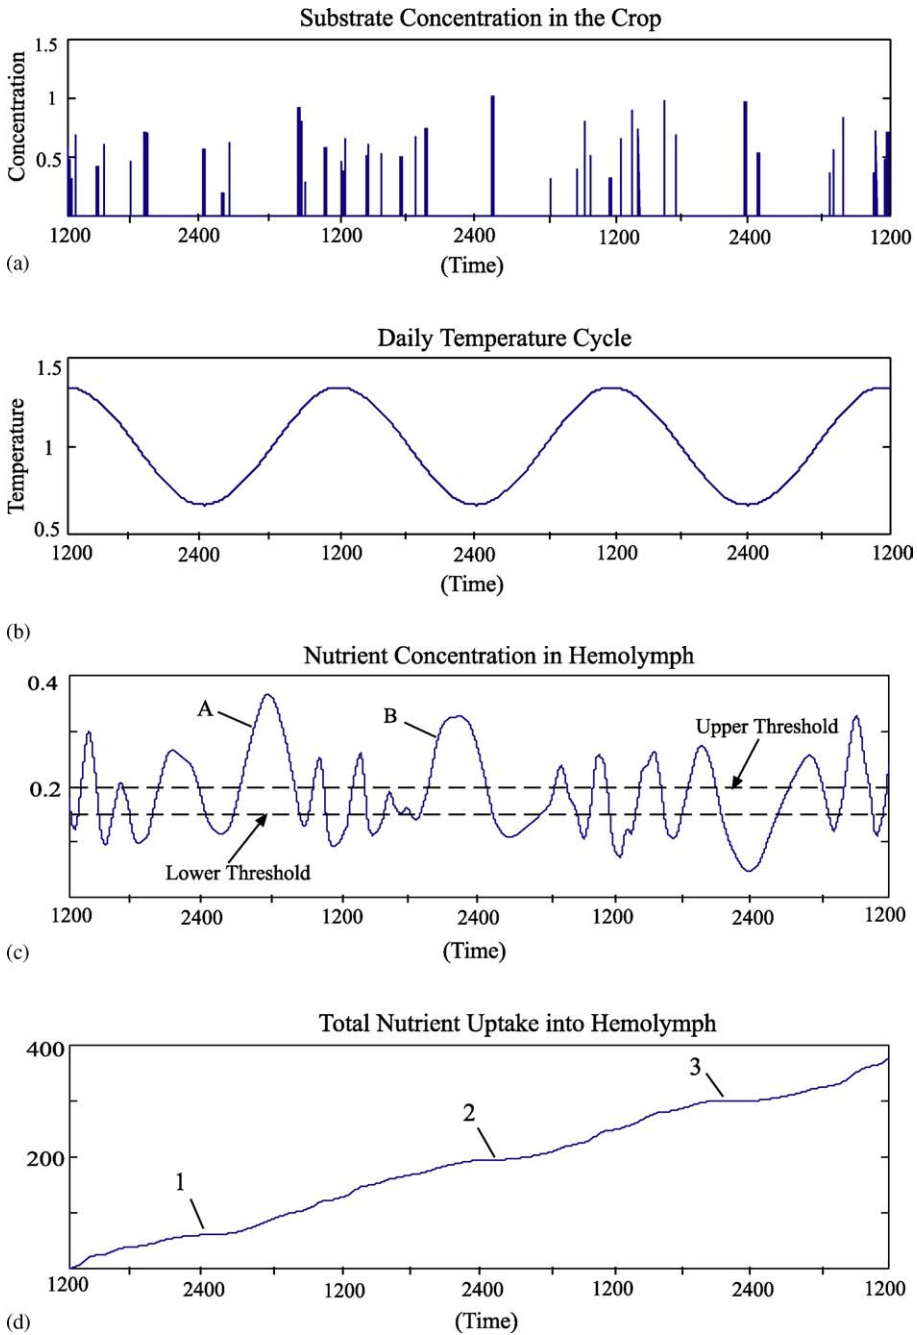 Substrate Concentration in the Crop
1.5
1
0.5
Concentration
1200 2400 1200 2400 1200 2400 1200
(Time)
(a)
Daily Temperature Cycle
1.5
1
0.5
Temperature
1200 2400 1200 2400 1200 2400 1200
(Time)
(b)
Nutrient Concentration in Hemolymph
0.4
A
B
Upper Threshold
0.2
Lower Threshold
1200 2400 1200 2400 1200 2400 1200
(Time)
(c)
Total Nutrient Uptake into Hemolymph
400
3
2
200
1
1200 2400 1200 2400 1200 2400 1200
(Time)
(d)